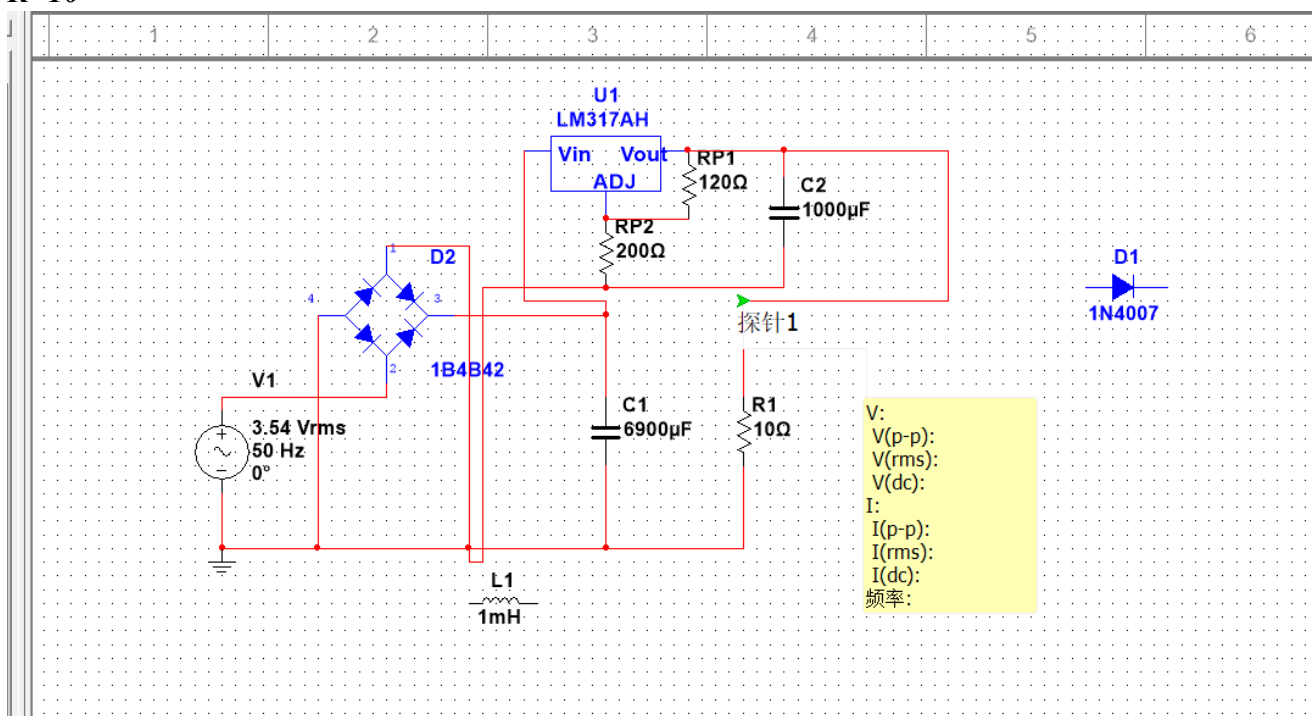 1 2 3 4 5 6
U1
LM317AH
Vin Vout
ADJ
RP1
120Ω
C2
1000µF
RP2
200Ω
1
D2
4
3
2
1B4B42
D1
1N4007
探针1
V1
3.54 Vrms
50 Hz
0°
C1
6900µF
R1
10Ω
V:
V(p-p):
V(rms):
V(dc):
I:
I(p-p):
I(rms):
I(dc):
频率:
L1
1mH